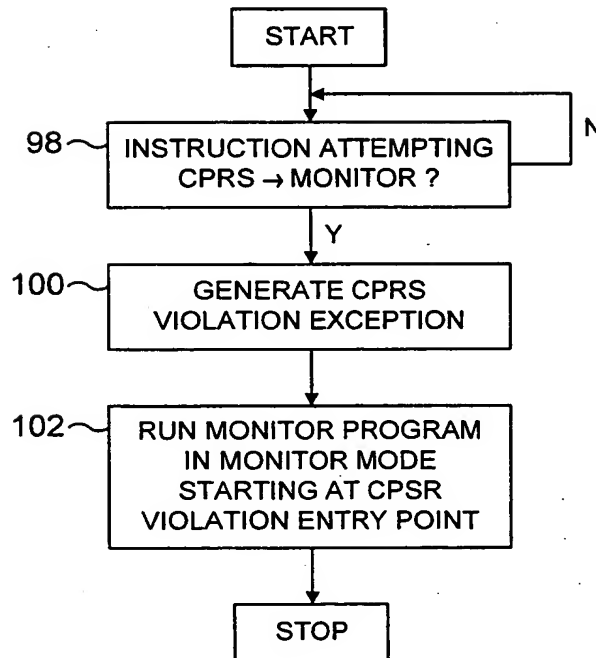 START
N
98
INSTRUCTION ATTEMPTING
CPRS → MONITOR ?
Y
100
GENERATE CPRS
VIOLATION EXCEPTION
102
RUN MONITOR PROGRAM
IN MONITOR MODE
STARTING AT CPSR
VIOLATION ENTRY POINT
STOP